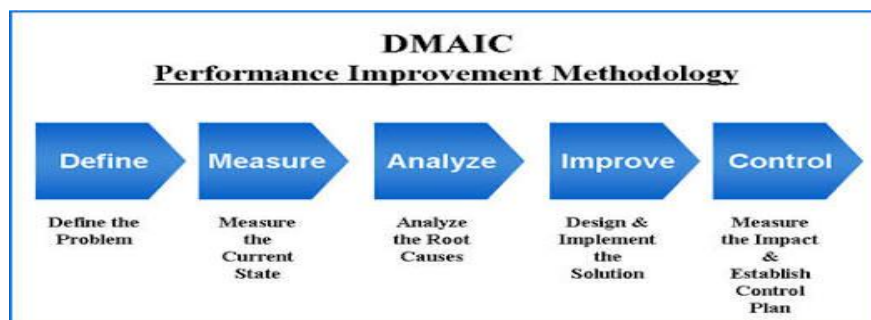 DMAIC
Performance Improvement Methodology
Define
Measure
Analyze
Improve
Control
Define the
Problem
Measure
the
Current
State
Analyze
the Root
Causes
Design &
Implement
the
Solution
Measure
the Impact
&
Establish
Control
Plan